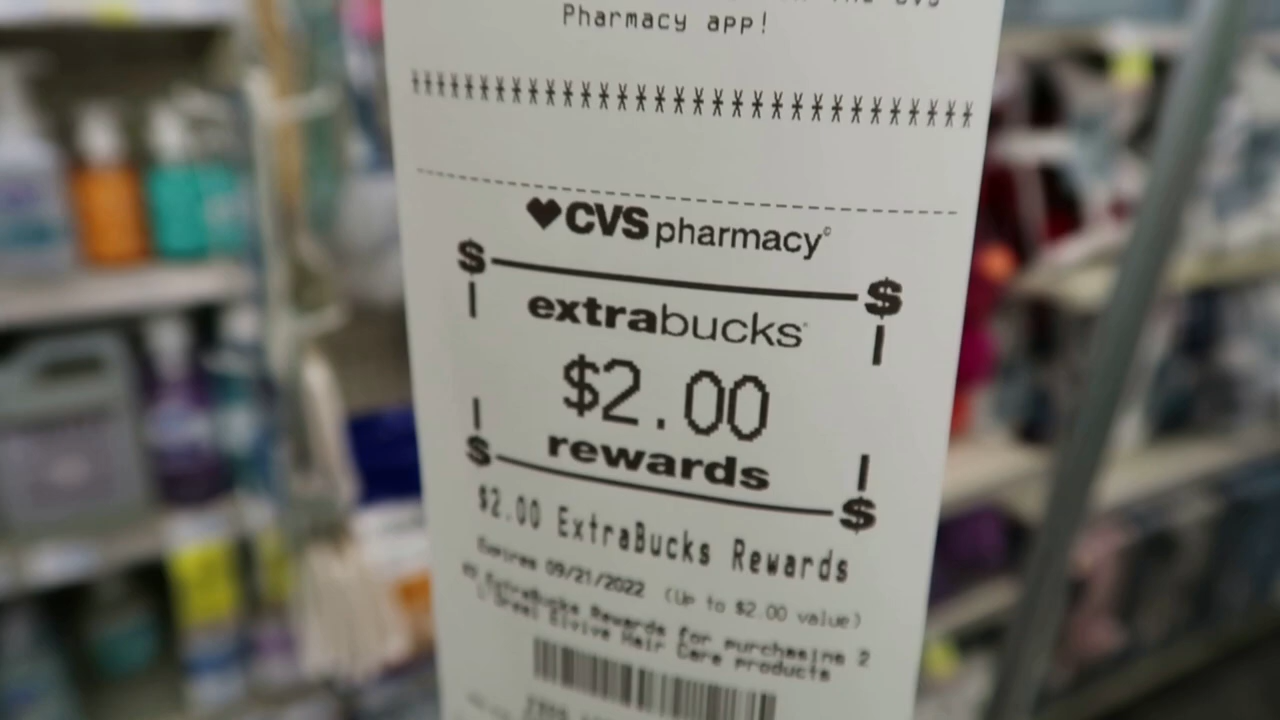 Pharmacy app!
********************************
CVS pharmacy®
extrabucks®
$2.00
rewards
$2.00 ExtraBucks Rewards
Expires 09/21/2022 (Up to $2.00 value)
ExtraBucks Rewards for purchasing 2
L'Oreal Elvive Hair Care products